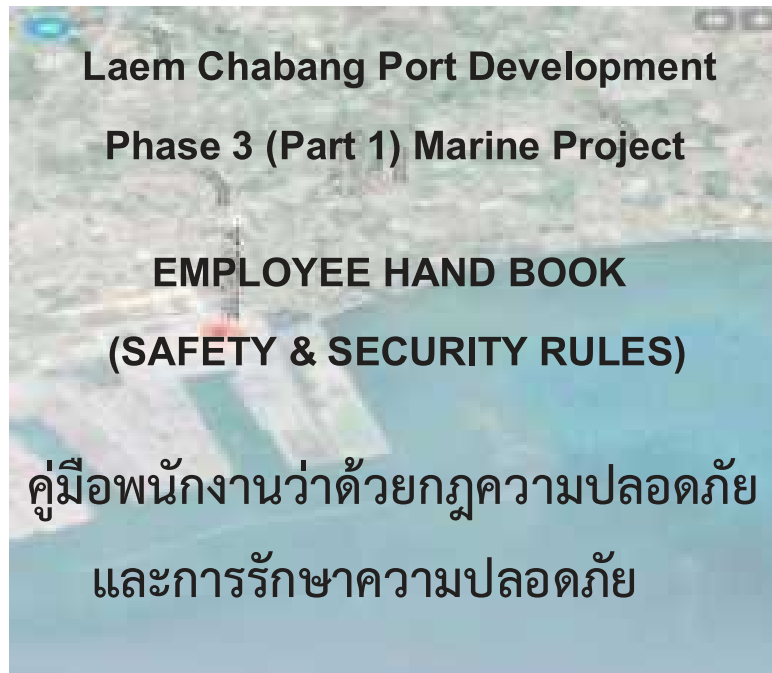 Laem Chabang Port Development
Phase 3 (Part 1) Marine Project
EMPLOYEE HAND BOOK
(SAFETY & SECURITY RULES)
คู่มือพนักงานว่าด้วยกฎความปลอดภัย
และการรักษาความปลอดภัย